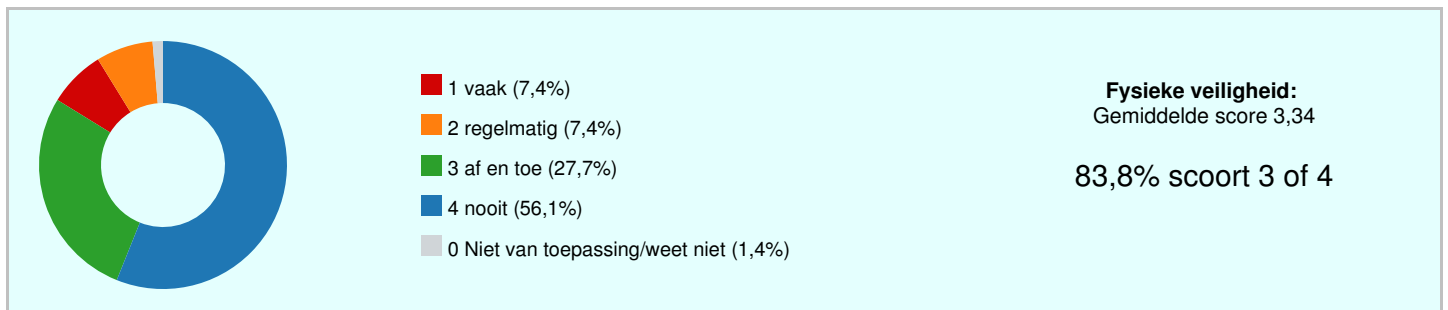 1 vaak (7,4%)
2 regelmatig (7,4%)
3 af en toe (27,7%)
4 nooit (56,1%)
0 Niet van toepassing/weet niet (1,4%)
Fysieke veiligheid:
Gemiddelde score 3,34
83,8% scoort 3 of 4